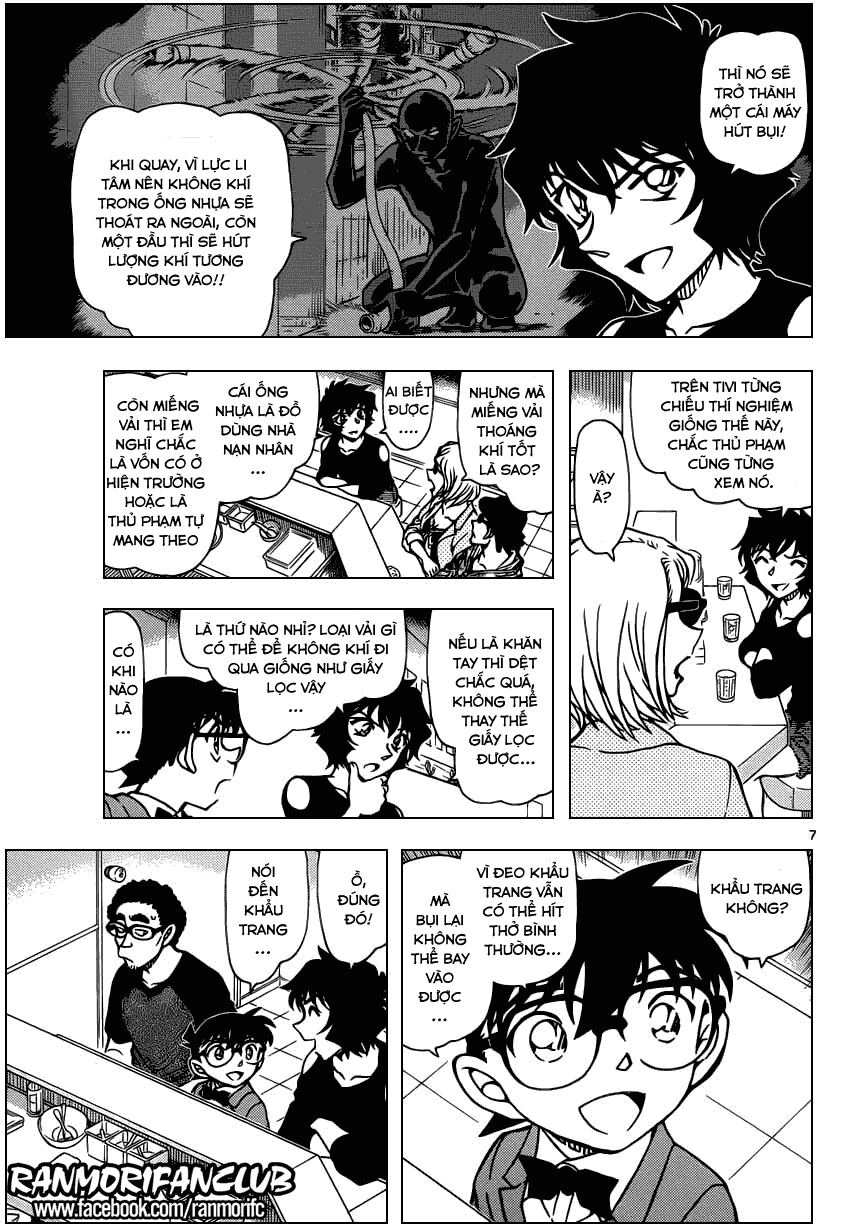 THÌ NÓ SẼ
TRỞ THÀNH
MỘT CÁI MÁY
HÚT BỤI!
KHI QUAY, VÌ LỰC LI
TÂM NÊN KHÔNG KHÍ
TRONG ỐNG NHỰA SẼ
THOÁT RA NGOÀI, CÒN
MỘT ĐẦU THÌ SẼ HÚT
LƯỢNG KHÍ TƯƠNG
ĐƯƠNG VÀO!!
TRÊN TIVI TỪNG
CHIẾU THÍ NGHIỆM
GIỐNG THẾ NÀY,
CHẮC THỦ PHẠM
CŨNG TỪNG
XEM NÓ.
VẬY
À?
NHƯNG MÀ
MIẾNG VẢI
THOÁNG
KHÍ TỐT
LÀ SAO?
AI BIẾT
ĐƯỢC
....
CÁI ỐNG
NHỰA LÀ ĐỒ
DÙNG NHÀ
NẠN NHÂN
...
CÒN MIẾNG
VẢI THÌ EM
NGHĨ CHẮC
LÀ VỐN CÓ Ở
HIỆN TRƯỜNG
HOẶC LÀ
THỦ PHẠM TỰ
MANG THEO
NẾU LÀ KHĂN
TAY THÌ DỆT
CHẮC QUÁ,
KHÔNG THỂ
THAY THẾ
GIẤY LỌC
ĐƯỢC...
LÀ THỨ NÀO NHỈ? LOẠI VẢI GÌ
CÓ THỂ ĐỂ KHÔNG KHÍ ĐI
QUA GIỐNG NHƯ GIẤY
LỌC VẬY
...
CÓ
KHI
NÀO
LÀ
...
7
KHẨU TRANG
KHÔNG?
VÌ ĐEO KHẨU
TRANG VẪN
CÓ THỂ HÍT
THỞ BÌNH
THƯỜNG...
MÀ
BỤI LẠI
KHÔNG
THỂ BAY
VÀO
ĐƯỢC
...
Ồ,
ĐÚNG
ĐÓ!
NÓI
ĐẾN
KHẨU
TRANG
...
RANMORIFANCLUB
www.facebook.com/ranmorifc